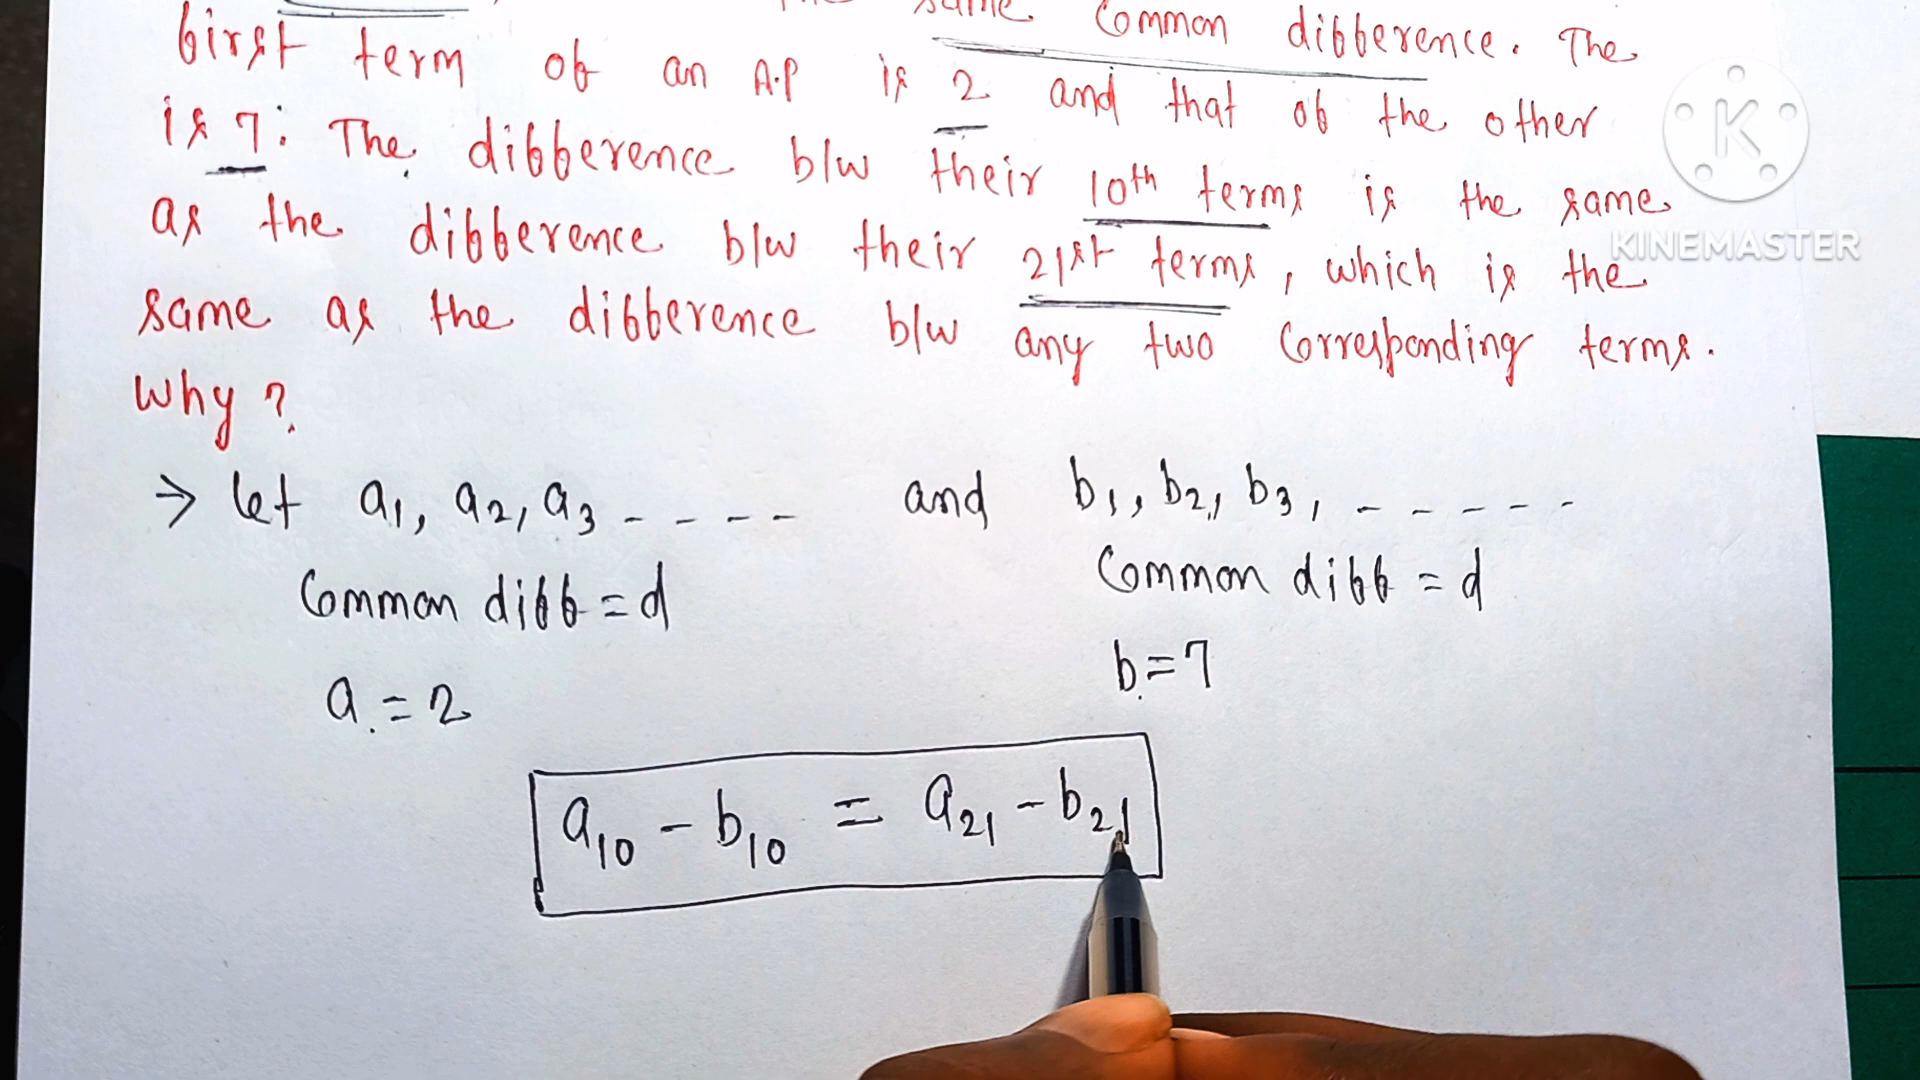 the same common difference. The
first term of an A.P is 2 and that of the other
is 7. The difference b/w their 10th terms is the same
as the difference b/w their 21st terms, which is the
same as the difference b/w any two corresponding terms.
Why?
K
KINEMASTER
→ let a1, a2, a3 - - - - and b1, b2, b3, - - - - -
Common diff = d Common diff = d
a = 2 b = 7
a10 - b10 = a21 - b21